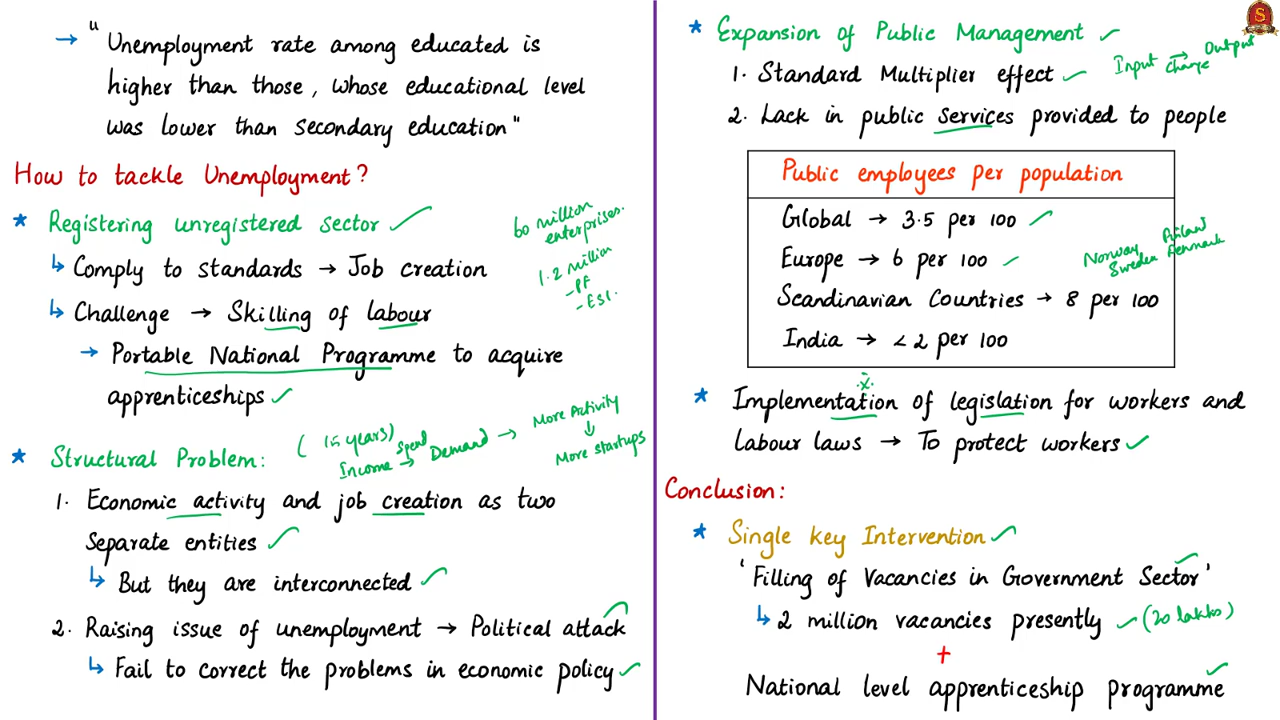 → "Unemployment rate among educated is
higher than those, whose educational level
was lower than secondary education"
How to tackle Unemployment?
* Registering unregistered sector ✓
↳ Comply to standards → Job creation
60 million
enterprises.
1.2 million
- PF
- ESI.
↳ Challenge → Skilling of labour
→ Portable National Programme to acquire
apprenticeships ✓
* Structural Problem:
(15 years)
Income → spend Demand → More Activity
↓
More startups
1. Economic activity and job creation as two
Separate entities ✓
↳ But they are interconnected ✓
2. Raising issue of unemployment → Political attack
↳ Fail to correct the problems in economic policy ✓
S
* Expansion of Public Management ✓
1. Standard Multiplier effect ✓
Input → change Output
2. Lack in public services provided to people
Public employees per population
Global → 3.5 per 100 ✓
Europe → 6 per 100 ✓
Norway
Sweden
Scandinavian Countries → 8 per 100
India → < 2 per 100
* Implementation of legislation for workers and
labour laws → To protect workers ✓
Conclusion:
* Single key Intervention ✓
'Filling of Vacancies in Government Sector'
↳ 2 million vacancies presently ✓ (20 lakhs)
+
National level apprenticeship programme